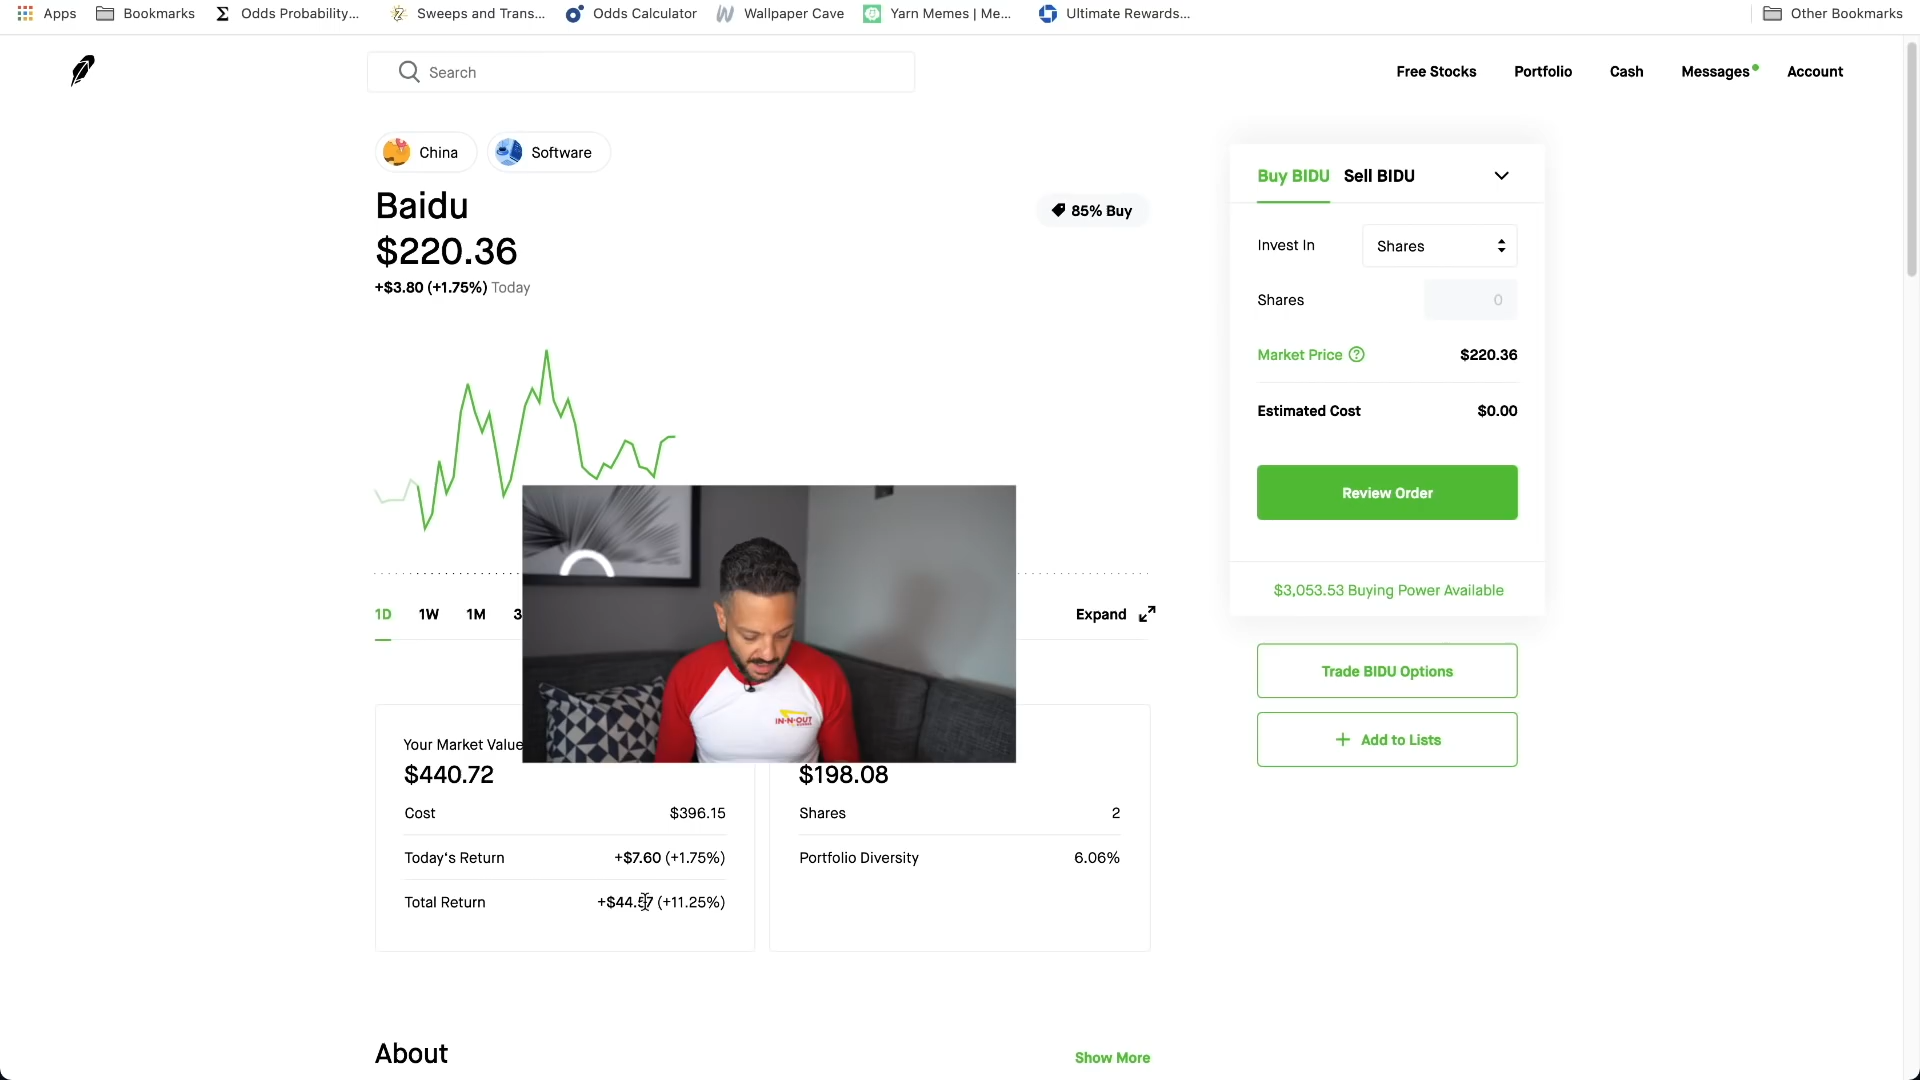 Apps Bookmarks Odds Probability... Sweeps and Trans... Odds Calculator Wallpaper Cave Yarn Memes | Me... Ultimate Rewards... Other Bookmarks
Search Free Stocks Portfolio Cash Messages Account
China Software
Baidu
$220.36
+$3.80 (+1.75%) Today
85% Buy
1D 1W 1M 3
Expand
Your Market Value
$440.72
Cost $396.15
Today's Return +$7.60 (+1.75%)
Total Return +$44.57 (+11.25%)
$198.08
Shares 2
Portfolio Diversity 6.06%
IN-N-OUT
About Show More
Buy BIDU Sell BIDU
Invest In Shares
Shares 0
Market Price $220.36
Estimated Cost $0.00
Review Order
$3,053.53 Buying Power Available
Trade BIDU Options
Add to Lists